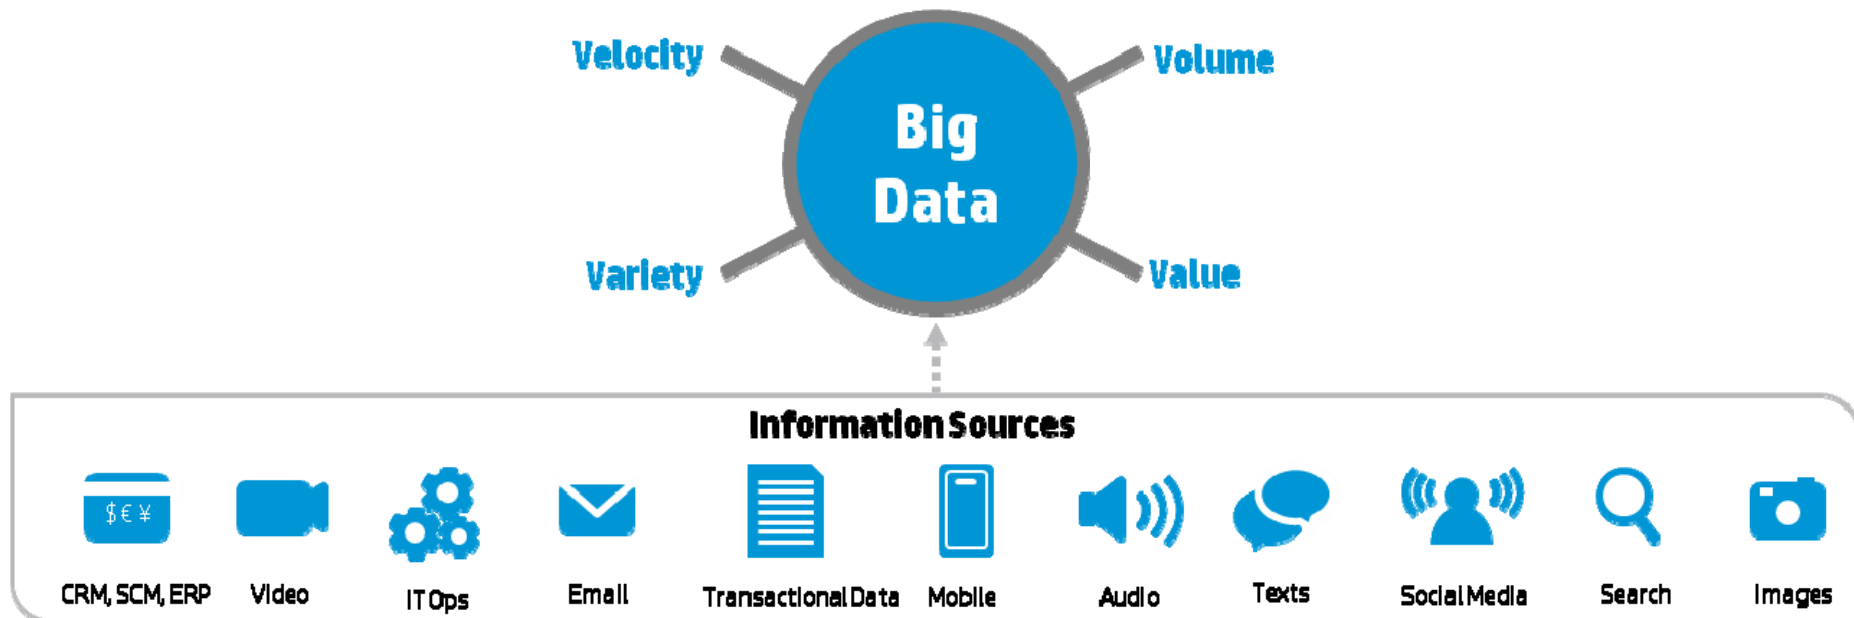 Velocity
Volume
Big
Data
Variety
Value
Information Sources
$€¥
CRM, SCM, ERP
Video
IT Ops
Email
Transactional Data
Mobile
Audio
Texts
Social Media
Search
Images